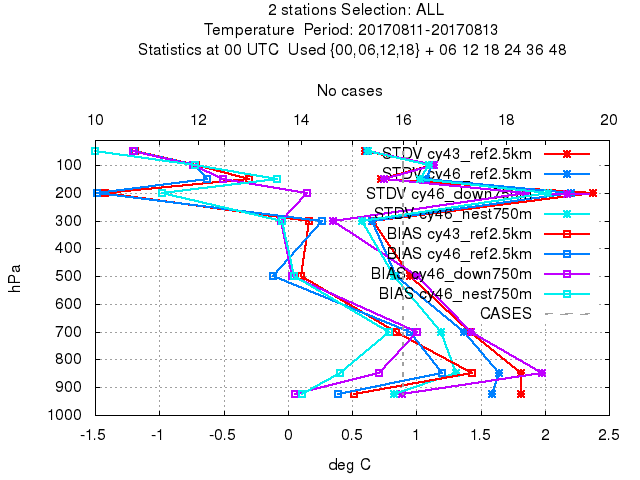 2 stations Selection: ALL
Temperature Period: 20170811-20170813
Statistics at 00 UTC Used {00,06,12,18} + 06 12 18 24 36 48
No cases
10 12 14 16 18 20
STDV cy43_ref2.5km
STDV cy46_ref2.5km
STDV cy46_down750m
STDV cy46_nest750m
BIAS cy43_ref2.5km
BIAS cy46_ref2.5km
BIAS cy46_down750m
BIAS cy46_nest750m
CASES
100
200
300
400
500
600
700
800
900
1000
hPa
-1.5 -1 -0.5 0 0.5 1 1.5 2 2.5
deg C